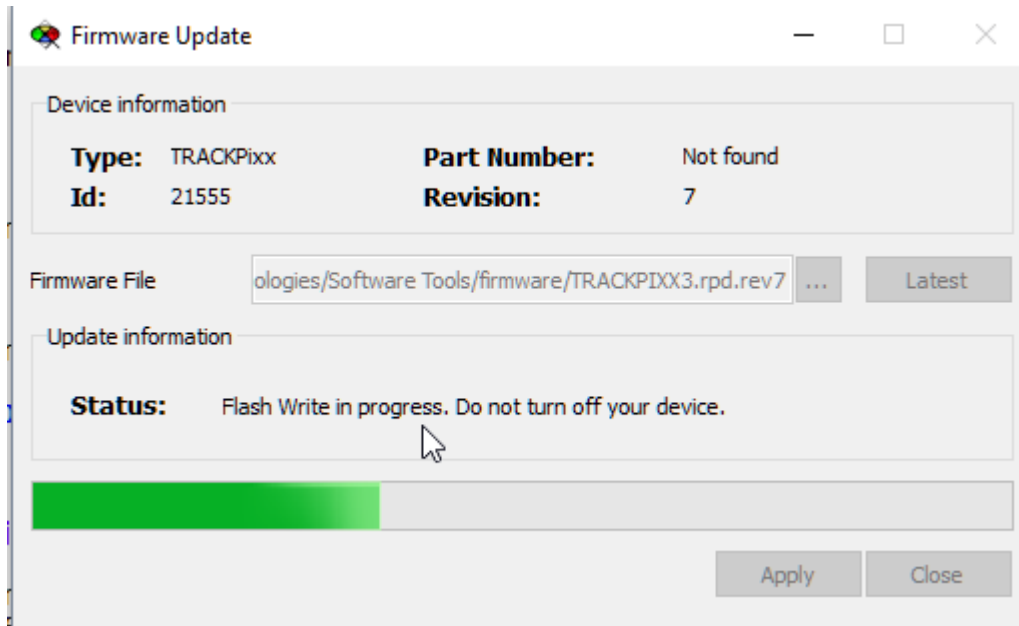 Firmware Update
Device information
Type: TRACKPixx Part Number: Not found
Id: 21555 Revision: 7
Firmware File ologies/Software Tools/firmware/TRACKPIXX3.rpd.rev7 ... Latest
Update information
Status: Flash Write in progress. Do not turn off your device.
Apply Close